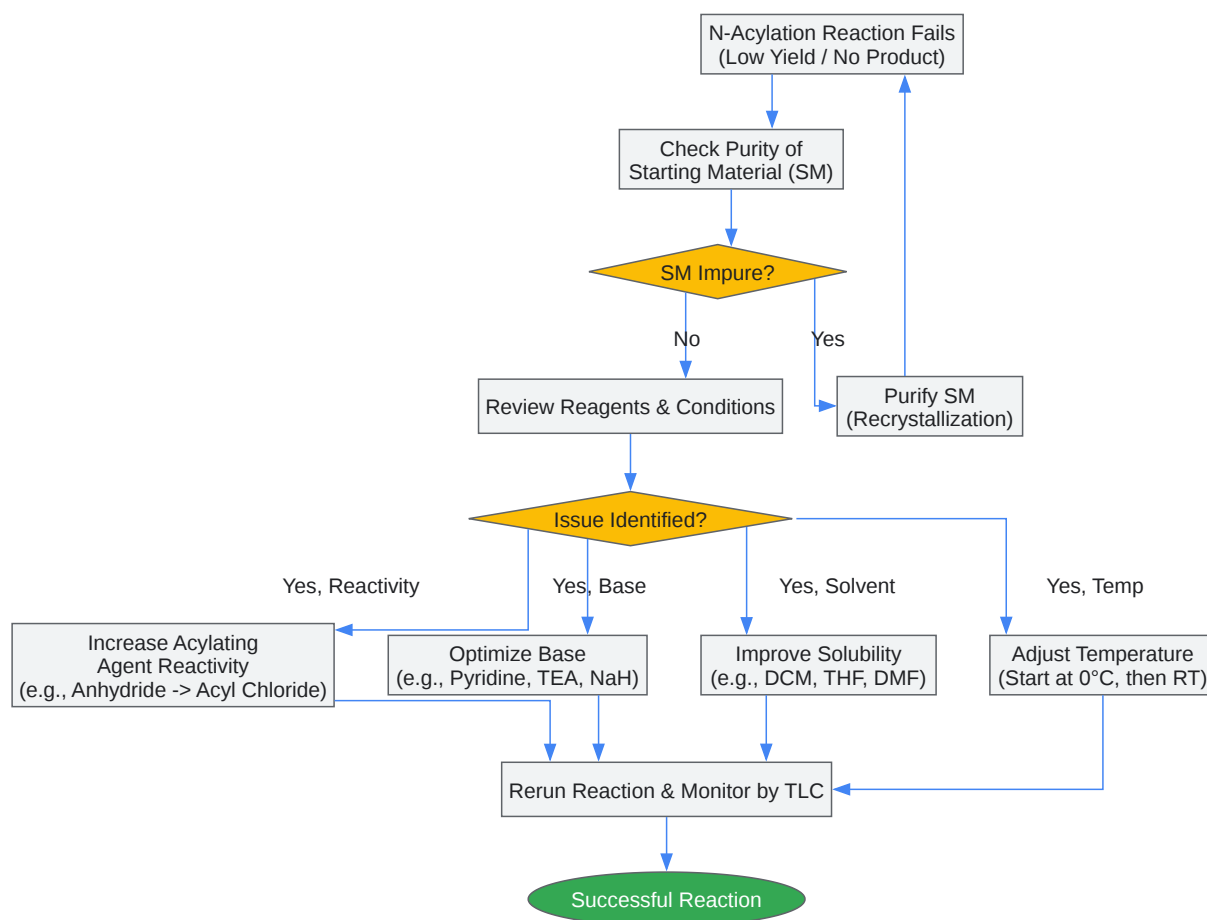 N-Acylation Reaction Fails
(Low Yield / No Product)
Check Purity of
Starting Material (SM)
SM Impure?
No
Yes
Review Reagents & Conditions
Purify SM
(Recrystallization)
Issue Identified?
Yes, Reactivity
Yes, Base
Yes, Solvent
Yes, Temp
Increase Acylating
Agent Reactivity
(e.g., Anhydride -> Acyl Chloride)
Optimize Base
(e.g., Pyridine, TEA, NaH)
Improve Solubility
(e.g., DCM, THF, DMF)
Adjust Temperature
(Start at 0°C, then RT)
Rerun Reaction & Monitor by TLC
Successful Reaction